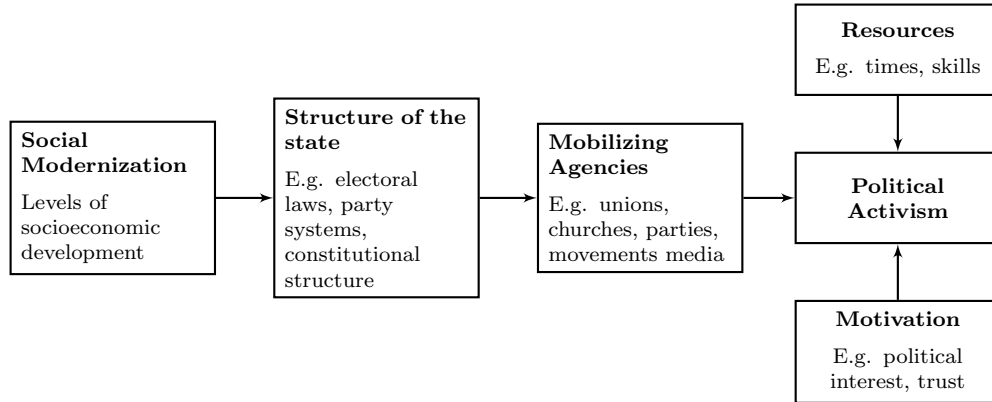 Social
Modernization
Levels of
socioeconomic
development
Structure of the
state
E.g. electoral
laws, party
systems,
constitutional
structure
Mobilizing
Agencies
E.g. unions,
churches, parties,
movements media
Resources
E.g. times, skills
Political
Activism
Motivation
E.g. political
interest, trust